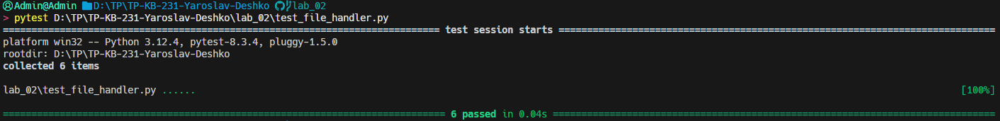 Admin@Admin D:\TP\TP-KB-231-Yaroslav-Deshko lab_02
> pytest D:\TP\TP-KB-231-Yaroslav-Deshko\lab_02\test_file_handler.py
============================================================================= test session starts =============================================================================
platform win32 -- Python 3.12.4, pytest-8.3.4, pluggy-1.5.0
rootdir: D:\TP\TP-KB-231-Yaroslav-Deshko
collected 6 items
lab_02\test_file_handler.py ...... [100%]
============================================================================== 6 passed in 0.04s ==============================================================================